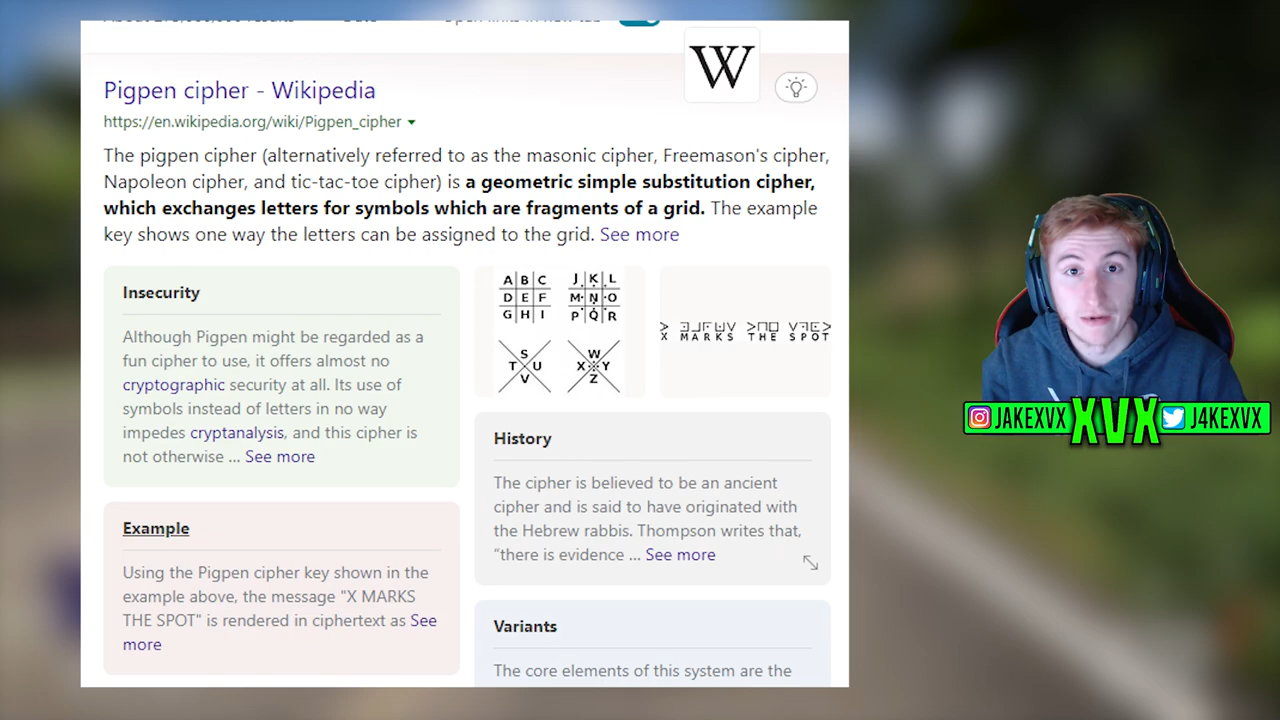 W
Pigpen cipher - Wikipedia
https://en.wikipedia.org/wiki/Pigpen_cipher
The pigpen cipher (alternatively referred to as the masonic cipher, Freemason's cipher,
Napoleon cipher, and tic-tac-toe cipher) is a geometric simple substitution cipher,
which exchanges letters for symbols which are fragments of a grid. The example
key shows one way the letters can be assigned to the grid. See more
Insecurity
Although Pigpen might be regarded as a
fun cipher to use, it offers almost no
cryptographic security at all. Its use of
symbols instead of letters in no way
impedes cryptanalysis, and this cipher is
not otherwise ... See more
Example
Using the Pigpen cipher key shown in the
example above, the message "X MARKS
THE SPOT" is rendered in ciphertext as See
more
A B C
D E F
G H I
J K L
M N O
P Q R
S
T U
V
W
X Y
Z
X MARKS THE SPOT
History
The cipher is believed to be an ancient
cipher and is said to have originated with
the Hebrew rabbis. Thompson writes that,
“there is evidence ... See more
Variants
The core elements of this system are the
JAKEXVX XVX J4KEXVX